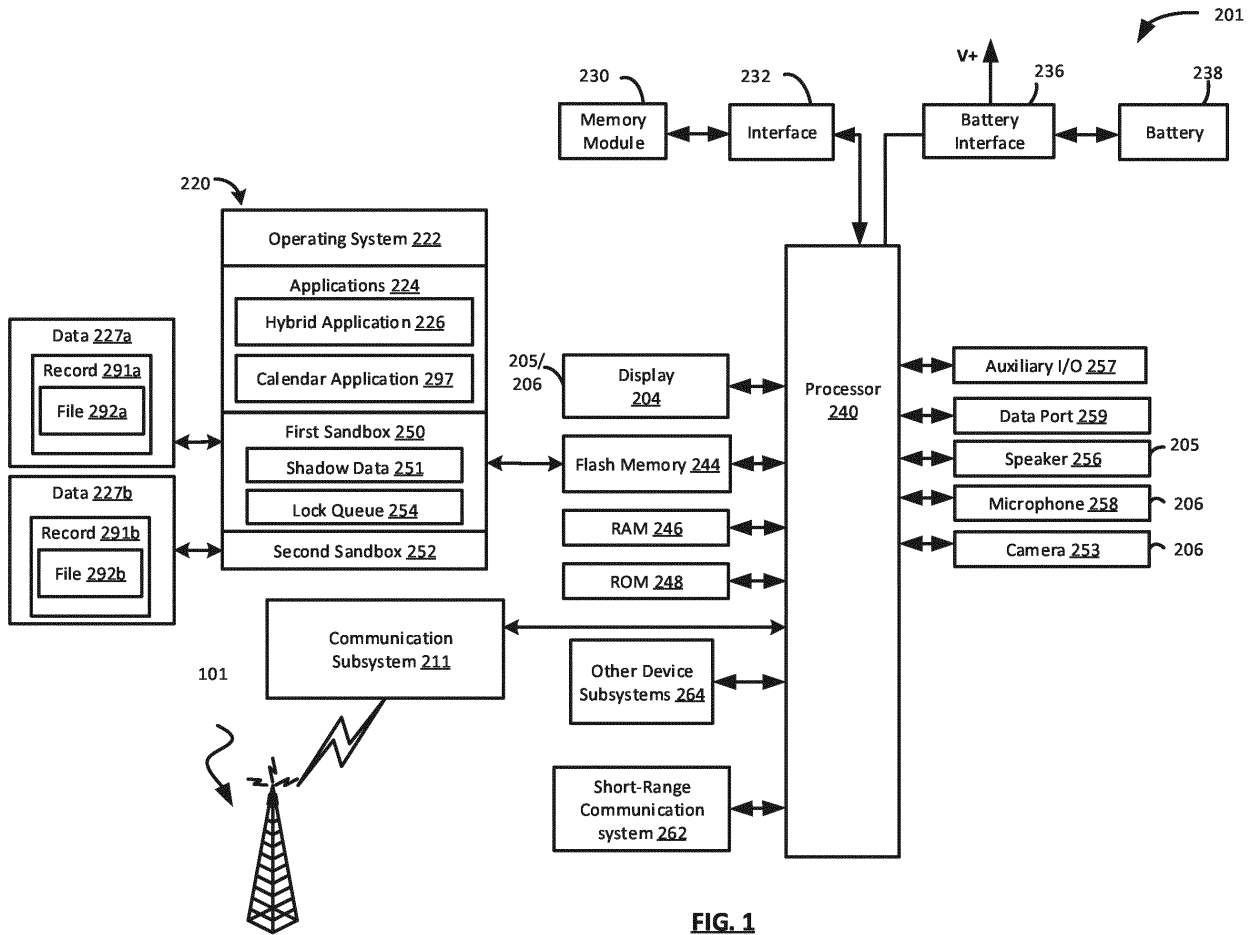 201
V+
230
232
236
238
Memory
Module
Interface
Battery
Interface
Battery
220
Operating System 222
Applications 224
Hybrid Application 226
Calendar Application 297
First Sandbox 250
Shadow Data 251
Lock Queue 254
Second Sandbox 252
Data 227a
Record 291a
File 292a
Data 227b
Record 291b
File 292b
205/
206
Display
204
Flash Memory 244
RAM 246
ROM 248
Processor
240
Auxiliary I/O 257
Data Port 259
Speaker 256
205
Microphone 258
206
Camera 253
206
Communication
Subsystem 211
Other Device
Subsystems 264
101
Short-Range
Communication
system 262
FIG. 1